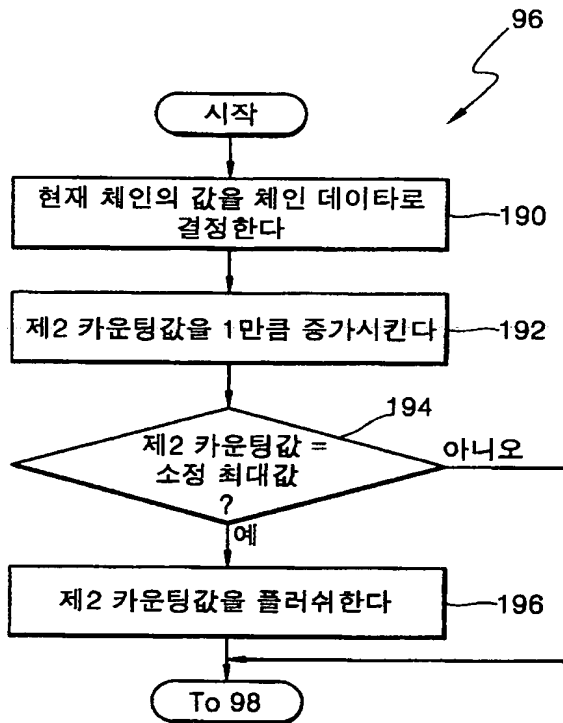 96
시작
현재 체인의 값을 체인 데이타로
결정한다
190
제2 카운팅값을 1만큼 증가시킨다
192
194
제2 카운팅값 =
소정 최대값
?
아니오
예
제2 카운팅값을 플러쉬한다
196
To 98